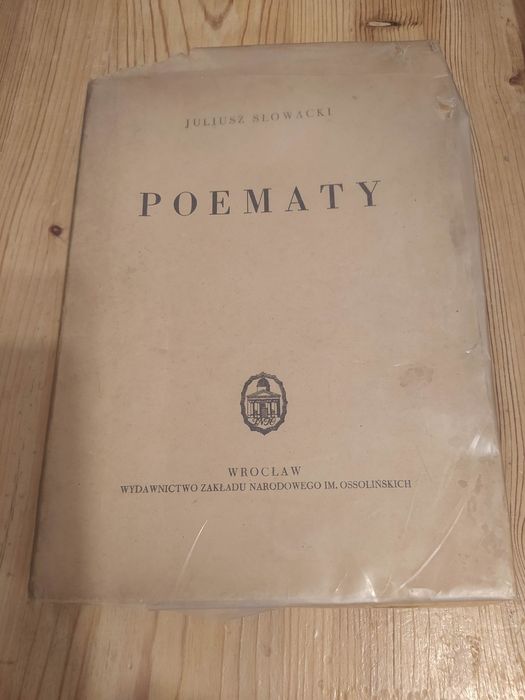 JULIUSZ SŁOWACKI
POEMATY
WROCŁAW
WYDAWNICTWO ZAKŁADU NARODOWEGO IM. OSSOLIŃSKICH